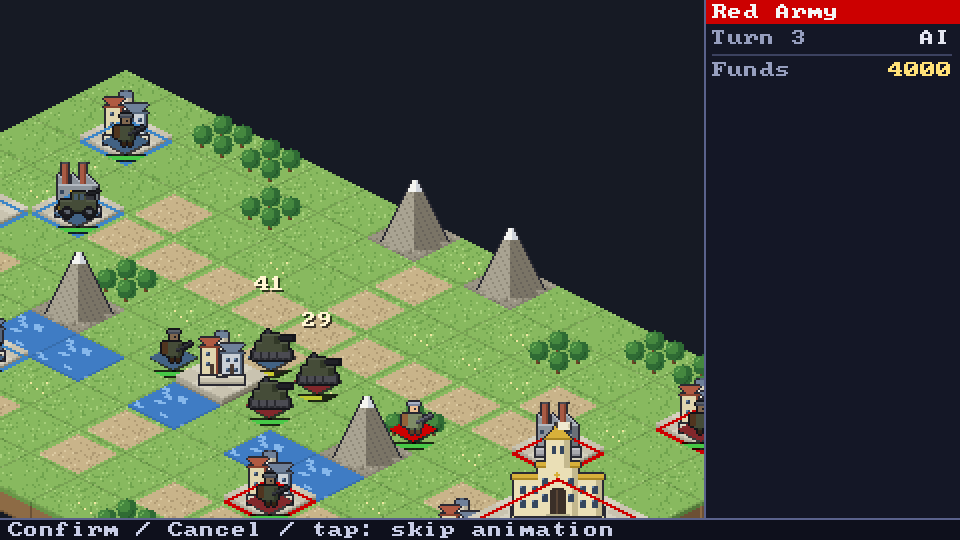 Red Army
Turn 3 AI
Funds 4000
41
29
Confirm / Cancel / tap: skip animation